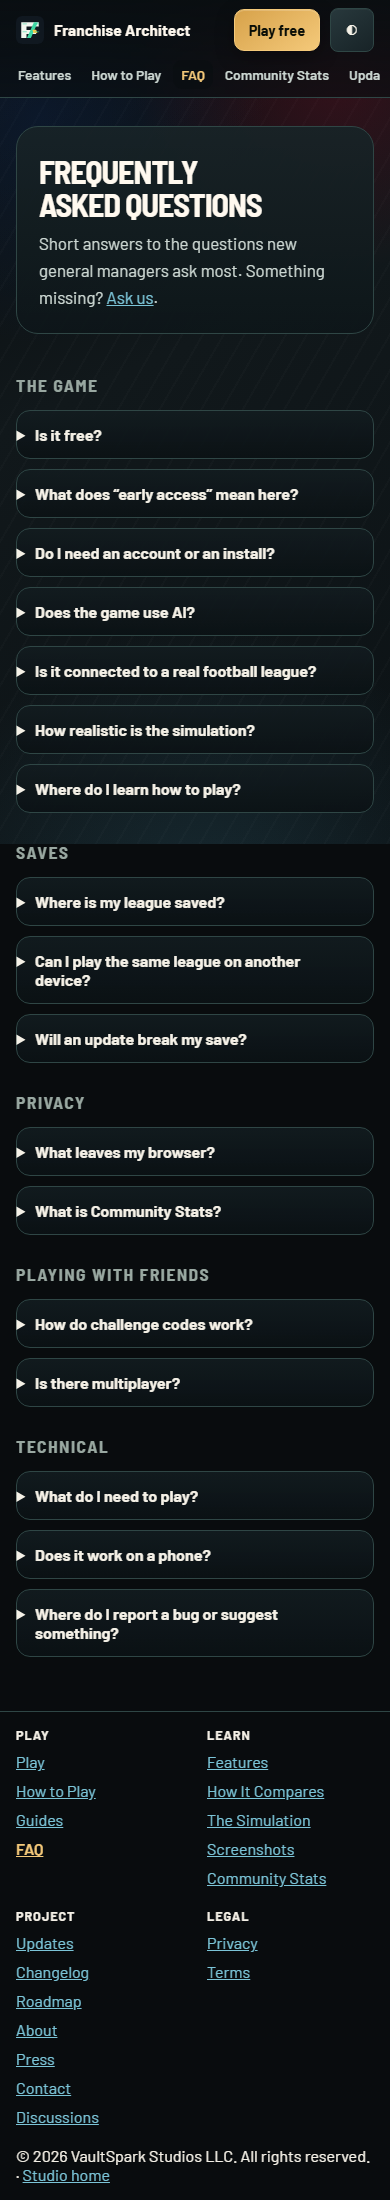 Franchise Architect
Play free
Features How to Play FAQ Community Stats Upda
FREQUENTLY
ASKED QUESTIONS
Short answers to the questions new
general managers ask most. Something
missing? Ask us.
THE GAME
Is it free?
What does “early access” mean here?
Do I need an account or an install?
Does the game use AI?
Is it connected to a real football league?
How realistic is the simulation?
Where do I learn how to play?
SAVES
Where is my league saved?
Can I play the same league on another
device?
Will an update break my save?
PRIVACY
What leaves my browser?
What is Community Stats?
PLAYING WITH FRIENDS
How do challenge codes work?
Is there multiplayer?
TECHNICAL
What do I need to play?
Does it work on a phone?
Where do I report a bug or suggest
something?
PLAY
Play
How to Play
Guides
FAQ
LEARN
Features
How It Compares
The Simulation
Screenshots
Community Stats
PROJECT
Updates
Changelog
Roadmap
About
Press
Contact
Discussions
LEGAL
Privacy
Terms
© 2026 VaultSpark Studios LLC. All rights reserved.
· Studio home